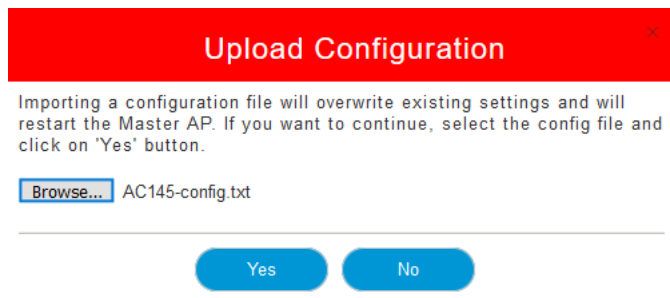 Upload Configuration
Importing a configuration file will overwrite existing settings and will
restart the Master AP. If you want to continue, select the config file and
click on 'Yes' button.
Browse... AC145-config.txt
Yes No